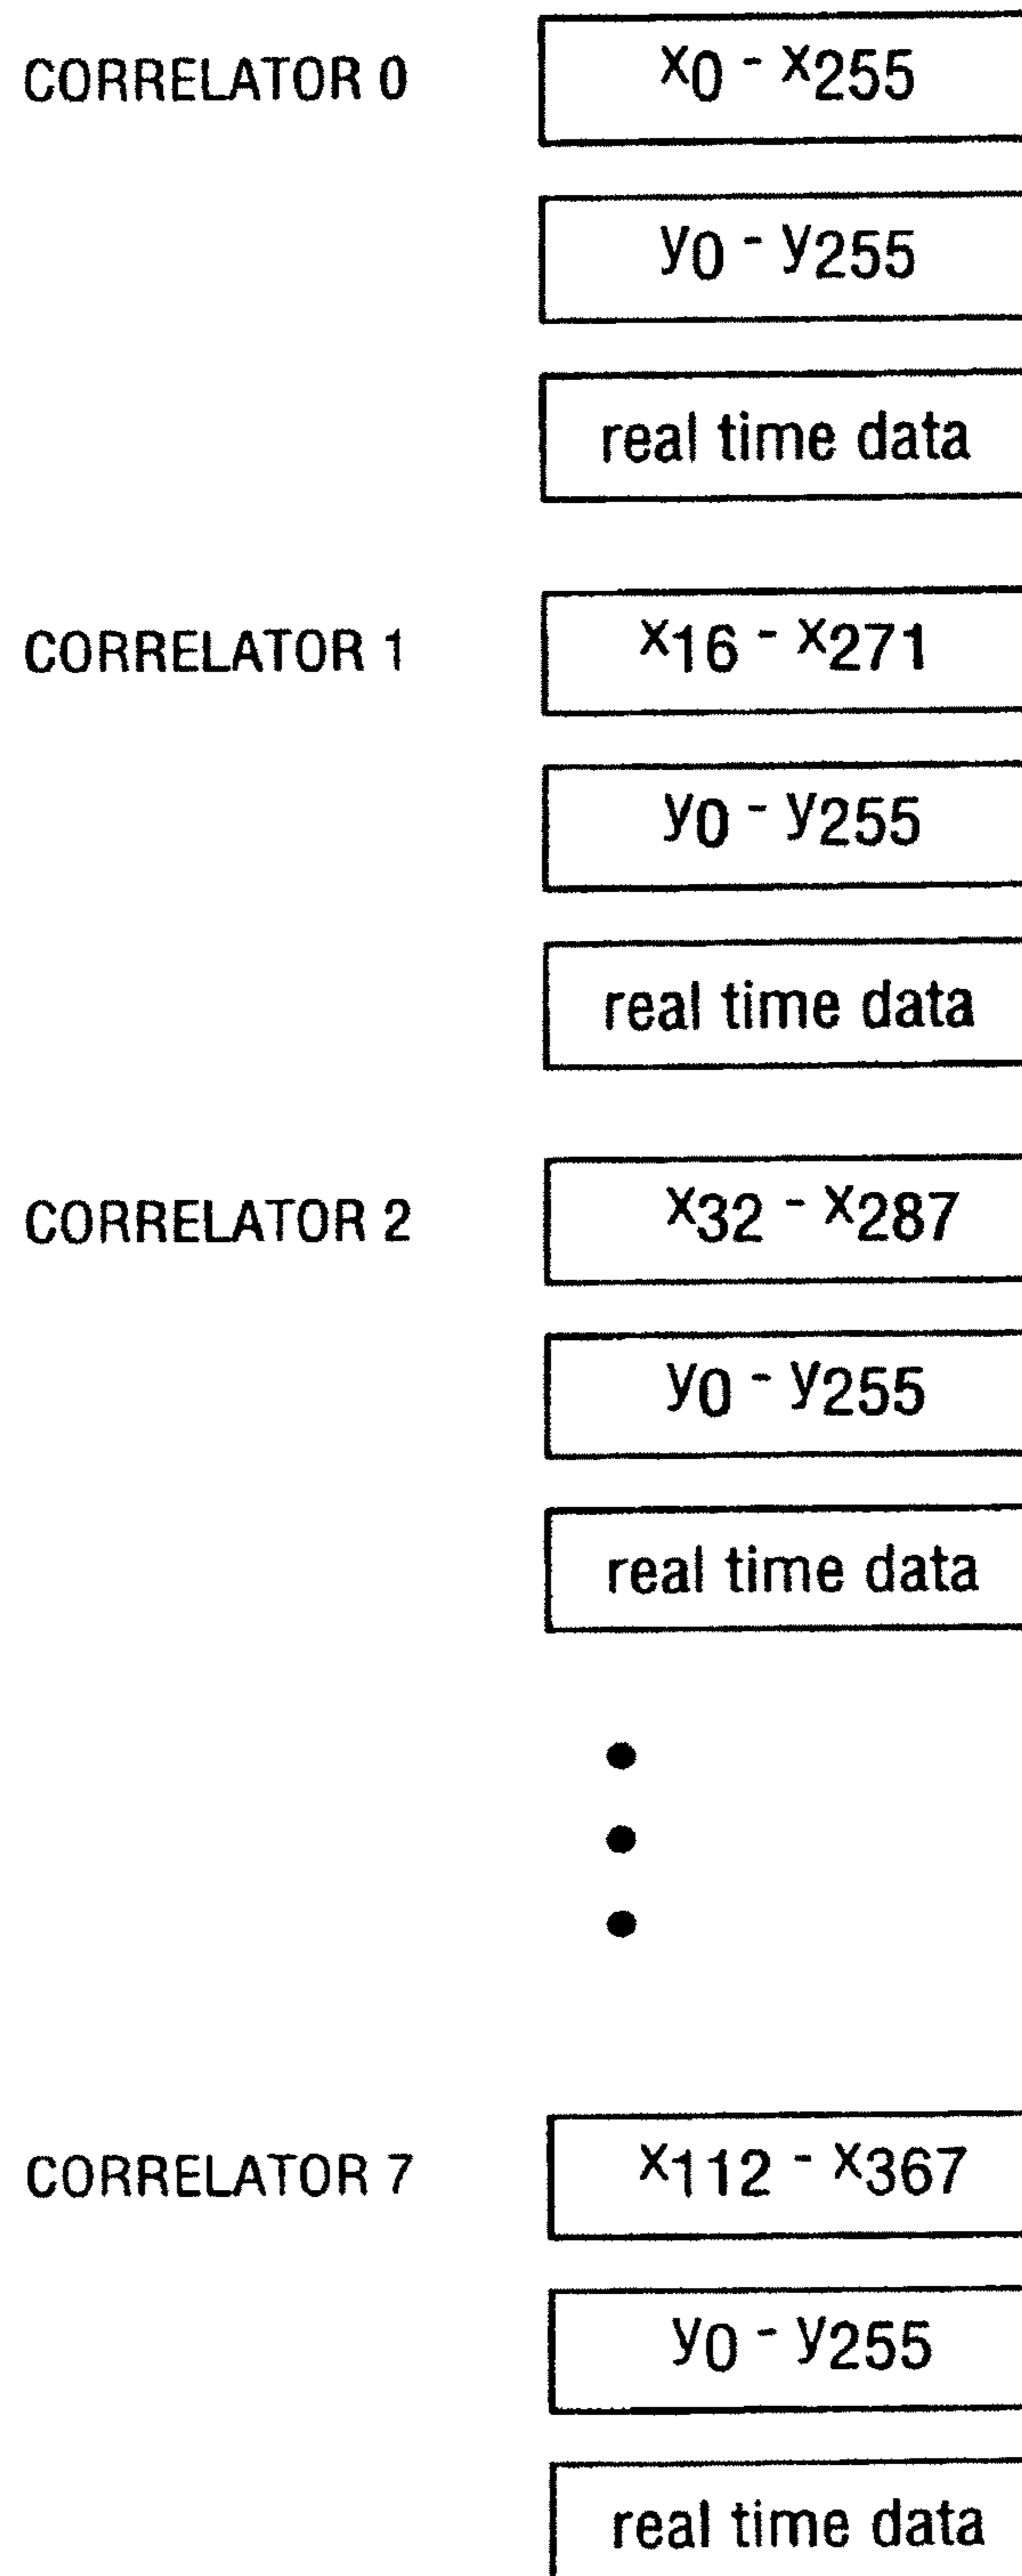 CORRELATOR 0 x0 - x255
y0 - y255
real time data
CORRELATOR 1 x16 - x271
y0 - y255
real time data
CORRELATOR 2 x32 - x287
y0 - y255
real time data
CORRELATOR 7 x112 - x367
y0 - y255
real time data